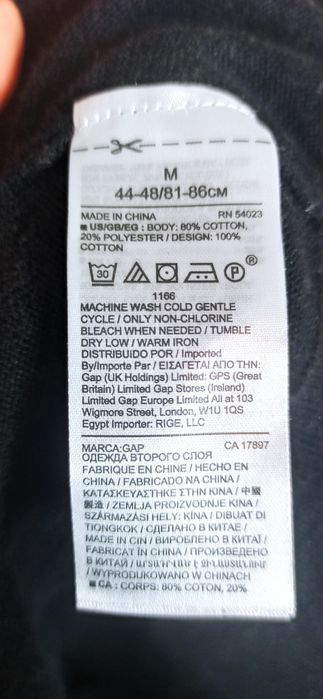 M
44-48/81-86CM
MADE IN CHINA RN 54023
■ US/GB/EG : BODY: 80% COTTON,
20% POLYESTER / DESIGN: 100%
COTTON
30 P ®
1166
MACHINE WASH COLD GENTLE
CYCLE / ONLY NON-CHLORINE
BLEACH WHEN NEEDED / TUMBLE
DRY LOW / WARM IRON
DISTRIBUIDO POR / Imported
By/Importe Par / ΕΙΣΑΓΕΤΑΙ ΑΠΟ ΤΗΝ:
Gap (UK Holdings) Limited: GPS (Great
Britain) Limited Gap Stores (Ireland)
Limited Gap Europe Limited All at 103
Wigmore Street, London, W1U 1QS
Egypt Importer: RIGE, LLC
MARCA:GAP CA 17897
ОДЕЖДА ВТОРОГО СЛОЯ
FABRIQUE EN CHINE / HECHO EN
CHINA / FABRICADO NA CHINA /
ΚΑΤΑΣΚΕΥΑΣΤΗΚΕ ΣΤΗΝ ΚΙΝΑ / 中國
製造 / ZEMLJA PROIZVODNJE KINA /
SZÁRMAZÁSI HELY: KÍNA / DIBUAT DI
TIONGKOK / СДЕЛАНО В КИТАЕ /
MADE IN CIN / ВИРОБЛЕНО В КИТАЇ /
FABRICAT ÎN CHINA / ПРОИЗВЕДЕНО
В КИТАЙ /
/ WYPRODUKOWANO W CHINACH
■ CA : CORPS: 80% COTON, 20%